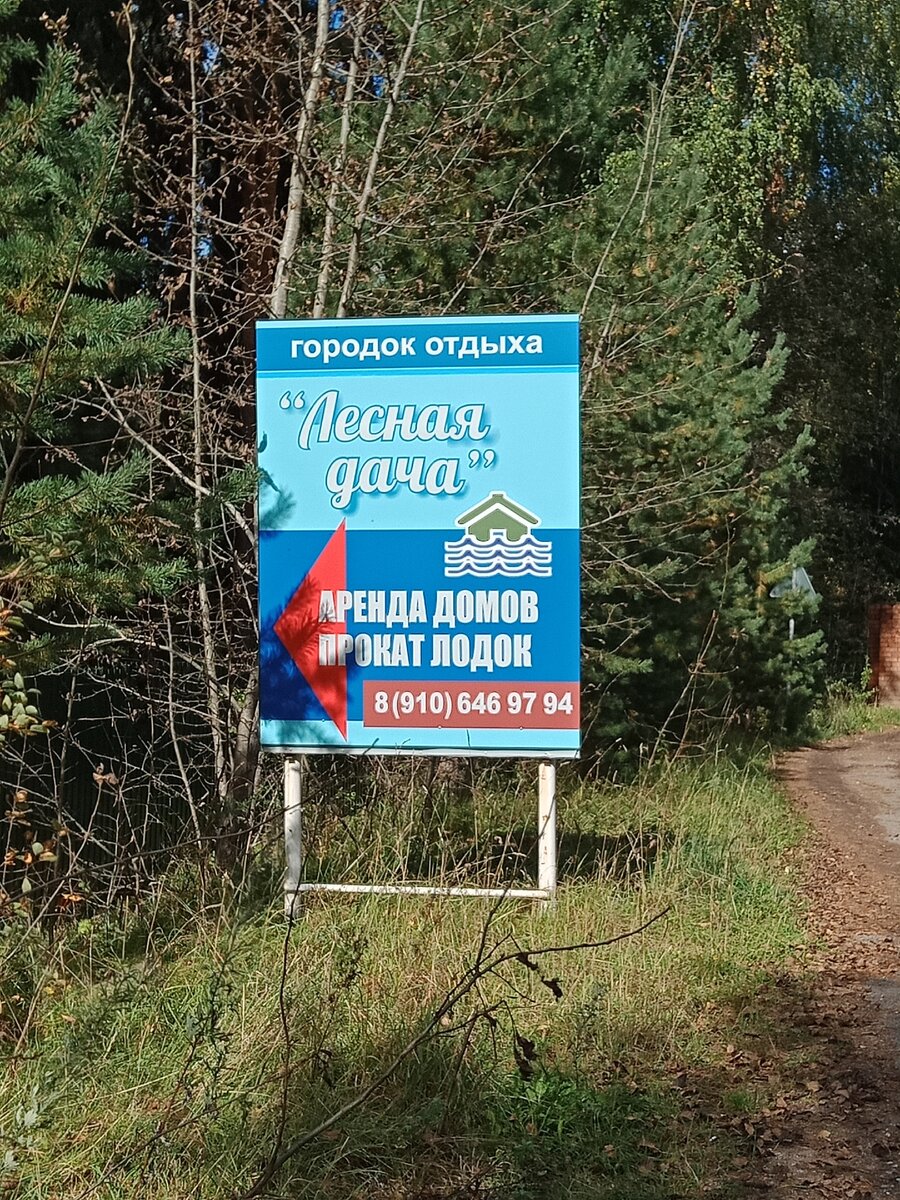 городок отдыха
“Лесная
дача”
АРЕНДА ДОМОВ
ПРОКАТ ЛОДОК
8(910) 646 97 94